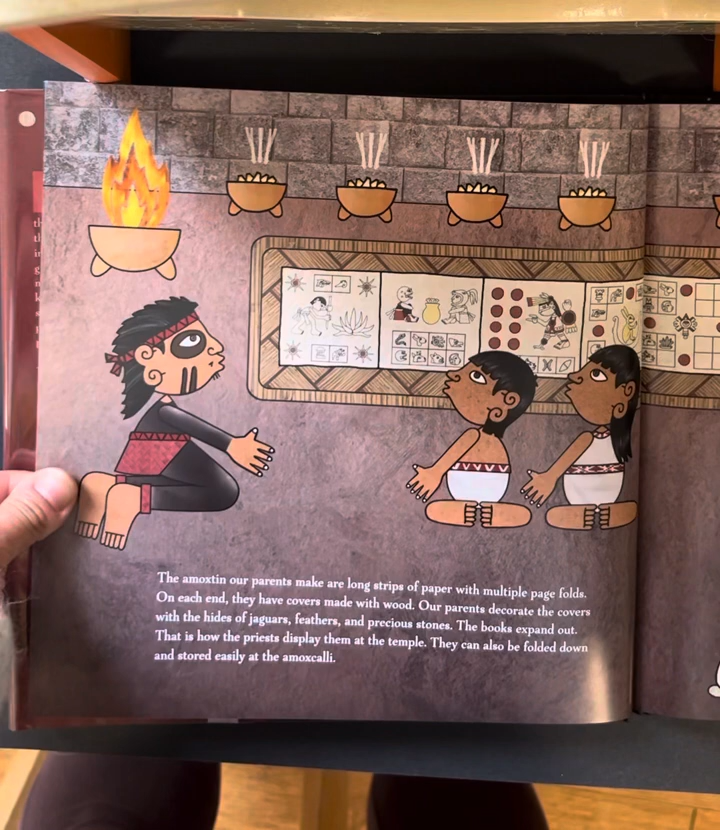 The amoxtin our parents make are long strips of paper with multiple page folds.
On each end, they have covers made with wood. Our parents decorate the covers
with the hides of jaguars, feathers, and precious stones. The books expand out.
That is how the priests display them at the temple. They can also be folded down
and stored easily at the amoxcalli.